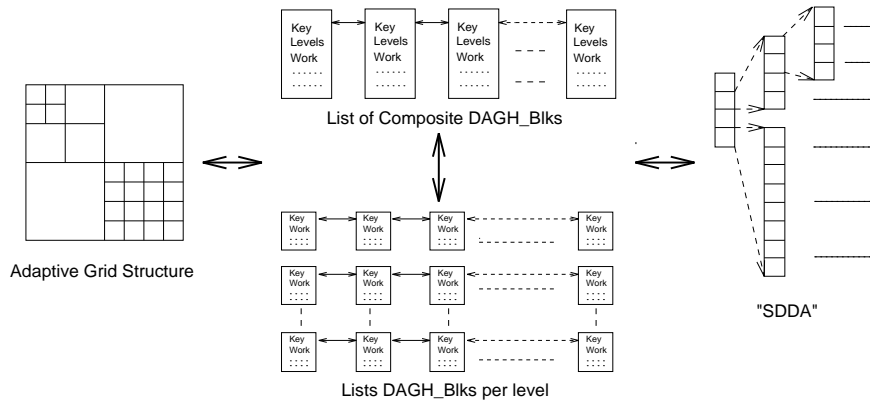 Key
Levels
Work
......
......
Key
Levels
Work
......
......
Key
Levels
Work
......
......
Key
Levels
Work
......
......
List of Composite DAGH_Blks
Adaptive Grid Structure
Key
Work
Key
Work
Key
Work
Key
Work
Key
Work
Key
Work
Key
Work
Key
Work
Key
Work
Key
Work
Key
Work
Key
Work
Lists DAGH_Blks per level
"SDDA"